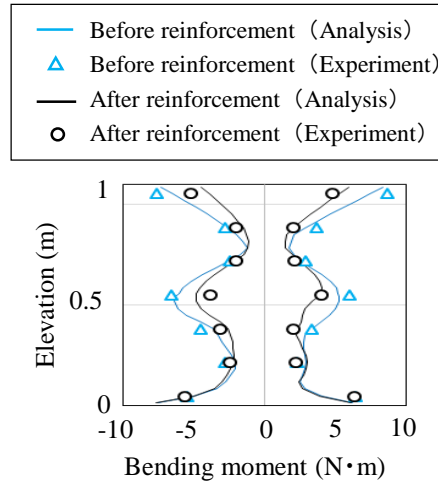 Before reinforcement（Analysis）
Before reinforcement（Experiment）
After reinforcement（Analysis）
After reinforcement（Experiment）
1
0.5
0
Elevation (m)
-10 -5 0 5 10
Bending moment (N・m)